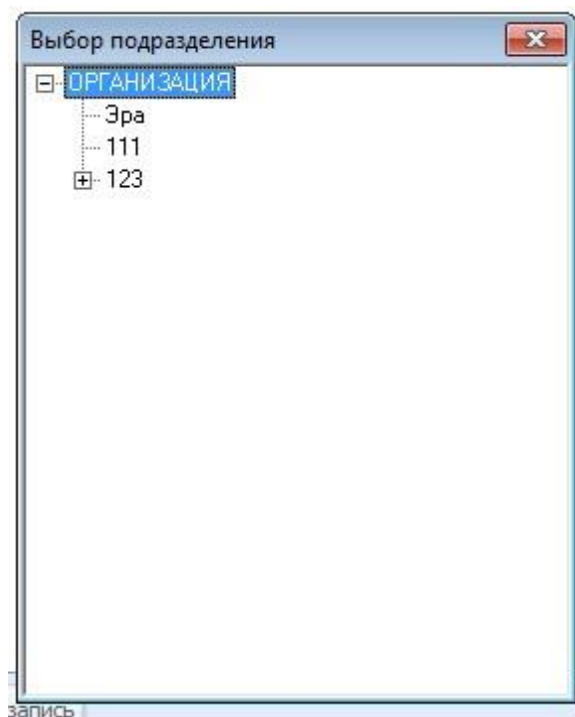 Выбор подразделения
ОРГАНИЗАЦИЯ
Эра
111
123
запись